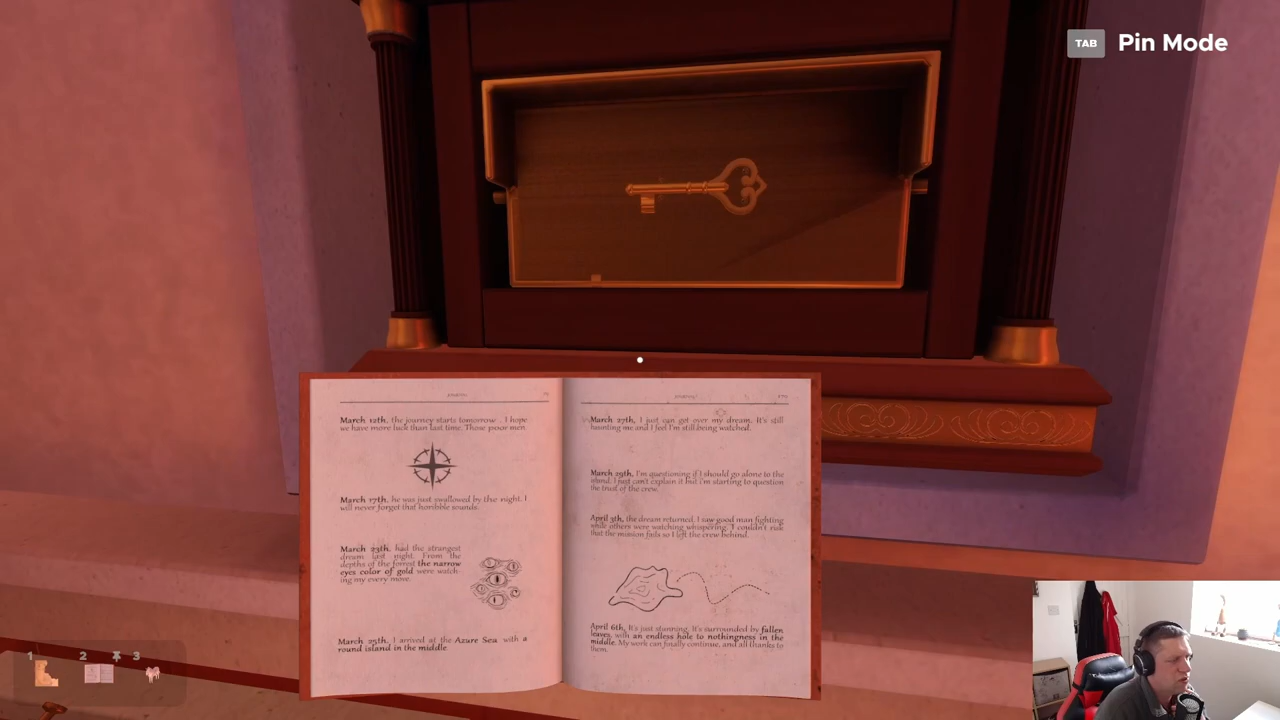 TAB Pin Mode
March 12th, the journey starts tomorrow . I hope
we have more luck than last time. Those poor men
March 17th, he was just swallowed by the night. I
will never forget that horrible sounds.
March 23th, had the strangest
dream last night. From the
depths of the forrest the narrow
eyes color of gold were watch-
ing my every move.
March 25th, I arrived at the Azure Sea with a
round island in the middle.
March 27th, I just can get over my dream. It's still
haunting me and I feel I'm still being watched.
March 29th, I'm questioning if I should go alone to the
island. I just can't explain it but i'm starting to question
the trust of the crew.
April 5th, the dream returned. I saw good man fighting
while others were watching whispering. I couldn't risk
that the mission fails so I left the crew behind.
April 6th, It's just stunning. It's surrounded by fallen
leaves, with an endless hole to nothingness in the
middle. My work can finally continue, and all thanks to
them.
1 2 3